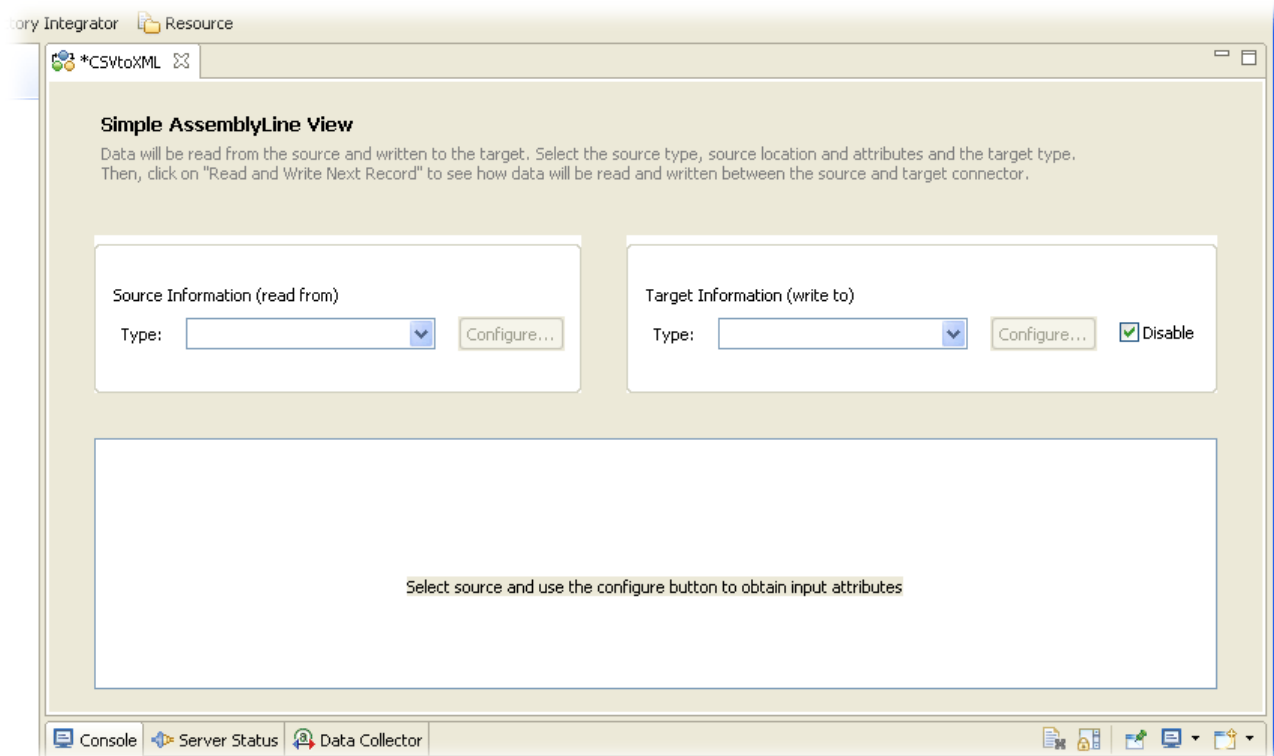 ory Integrator Resource
*CSVtoXML
Simple AssemblyLine View
Data will be read from the source and written to the target. Select the source type, source location and attributes and the target type.
Then, click on "Read and Write Next Record" to see how data will be read and written between the source and target connector.
Source Information (read from)
Type: Configure...
Target Information (write to)
Type: Configure... Disable
Select source and use the configure button to obtain input attributes
Console Server Status Data Collector